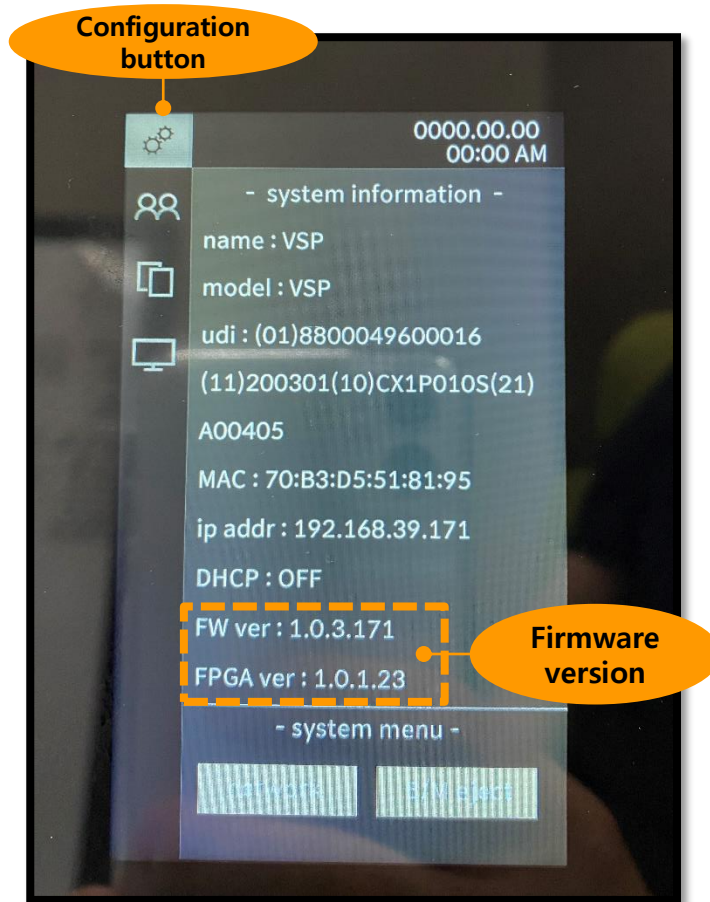 Configuration
button
0000.00.00
00:00 AM
- system information -
name : VSP
model : VSP
udi : (01)8800049600016
(11)200301(10)CX1P010S(21)
A00405
MAC : 70:B3:D5:51:81:95
ip addr : 192.168.39.171
DHCP : OFF
FW ver : 1.0.3.171
FPGA ver : 1.0.1.23
Firmware
version
- system menu -
network
eject